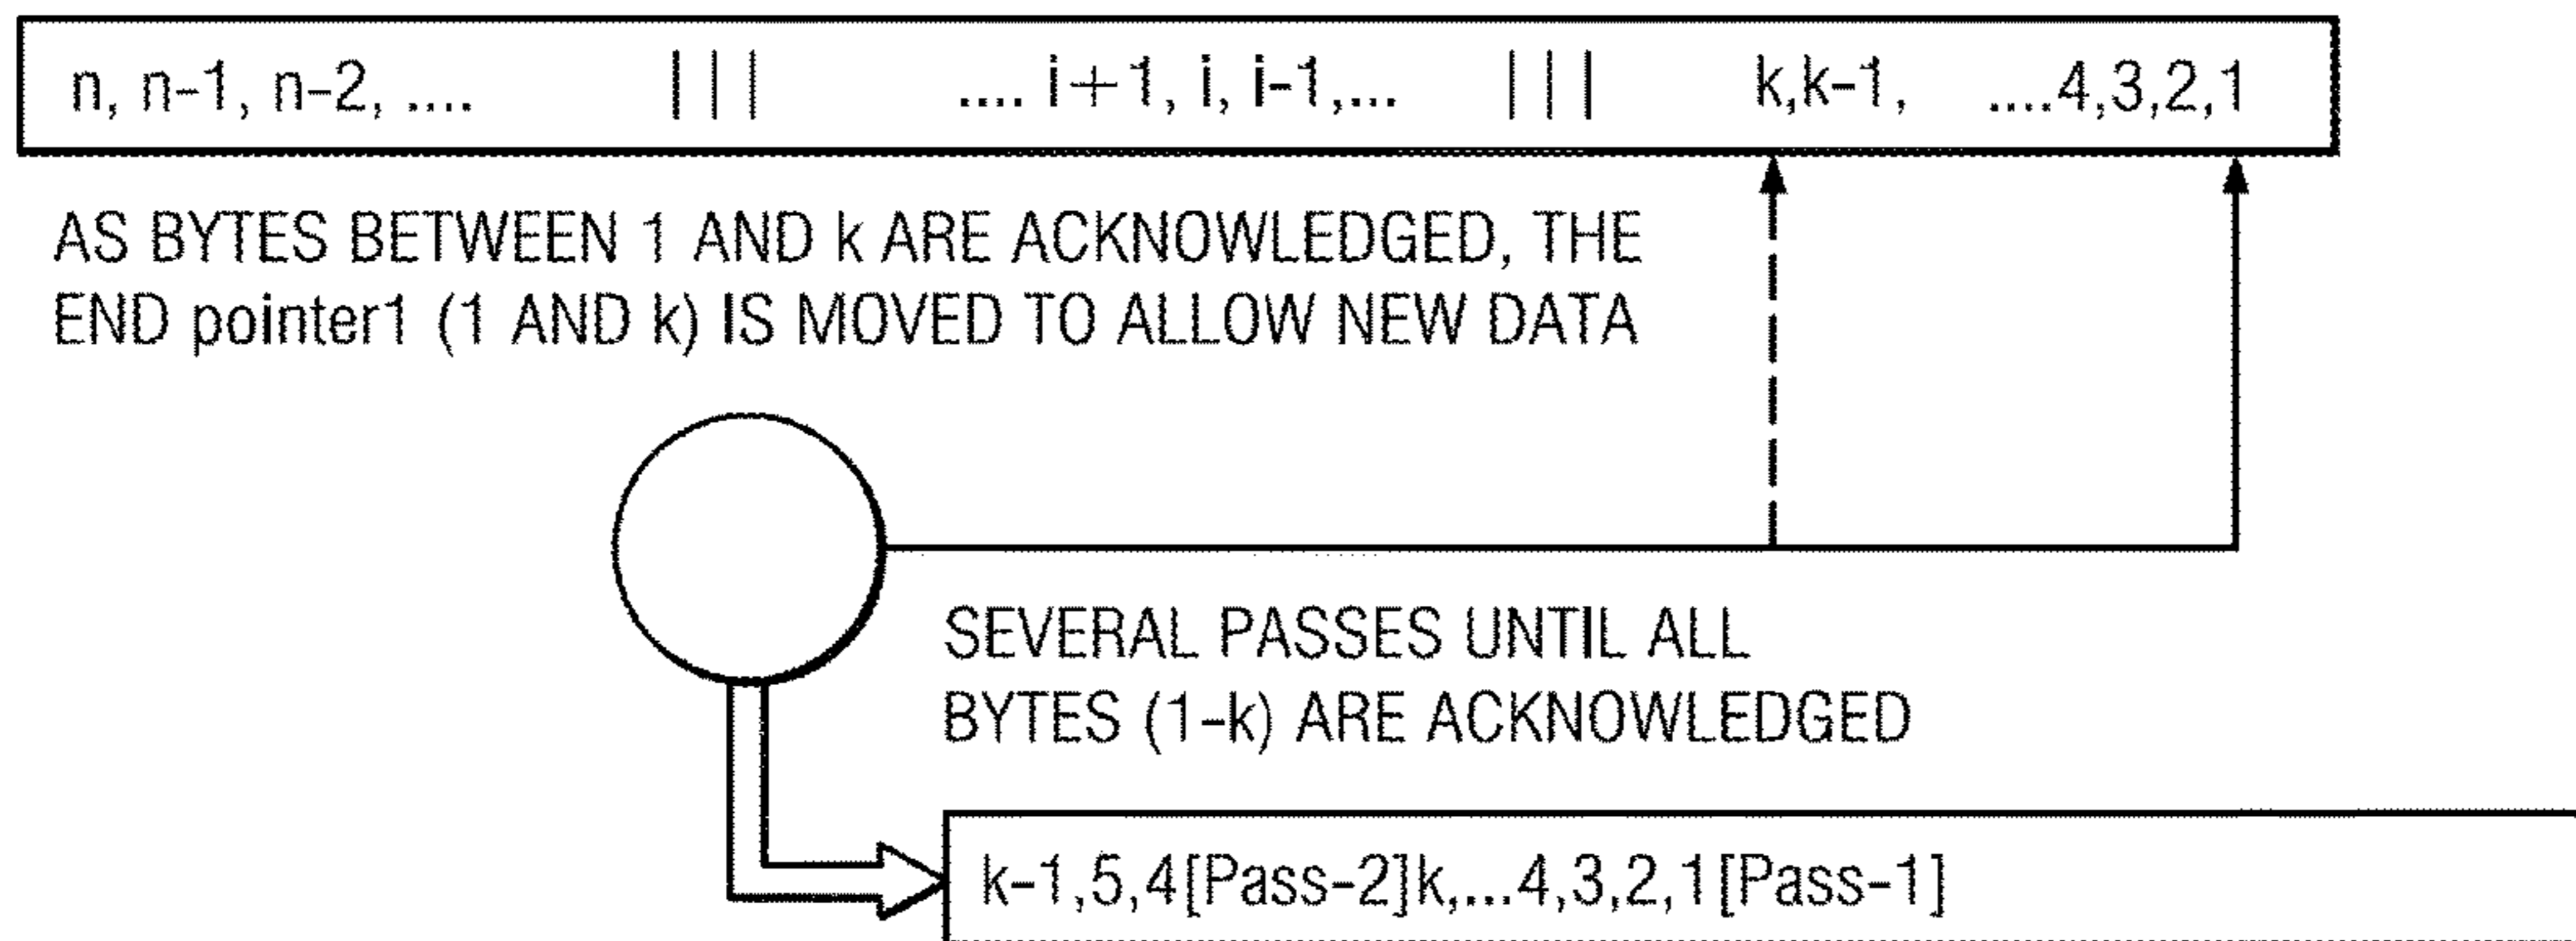 n, n-1, n-2, .... ||| .... i+1, i, i-1,... ||| k,k-1, ....4,3,2,1
AS BYTES BETWEEN 1 AND k ARE ACKNOWLEDGED, THE
END pointer1 (1 AND k) IS MOVED TO ALLOW NEW DATA
SEVERAL PASSES UNTIL ALL
BYTES (1-k) ARE ACKNOWLEDGED
k-1,5,4[Pass-2]k,...4,3,2,1[Pass-1]